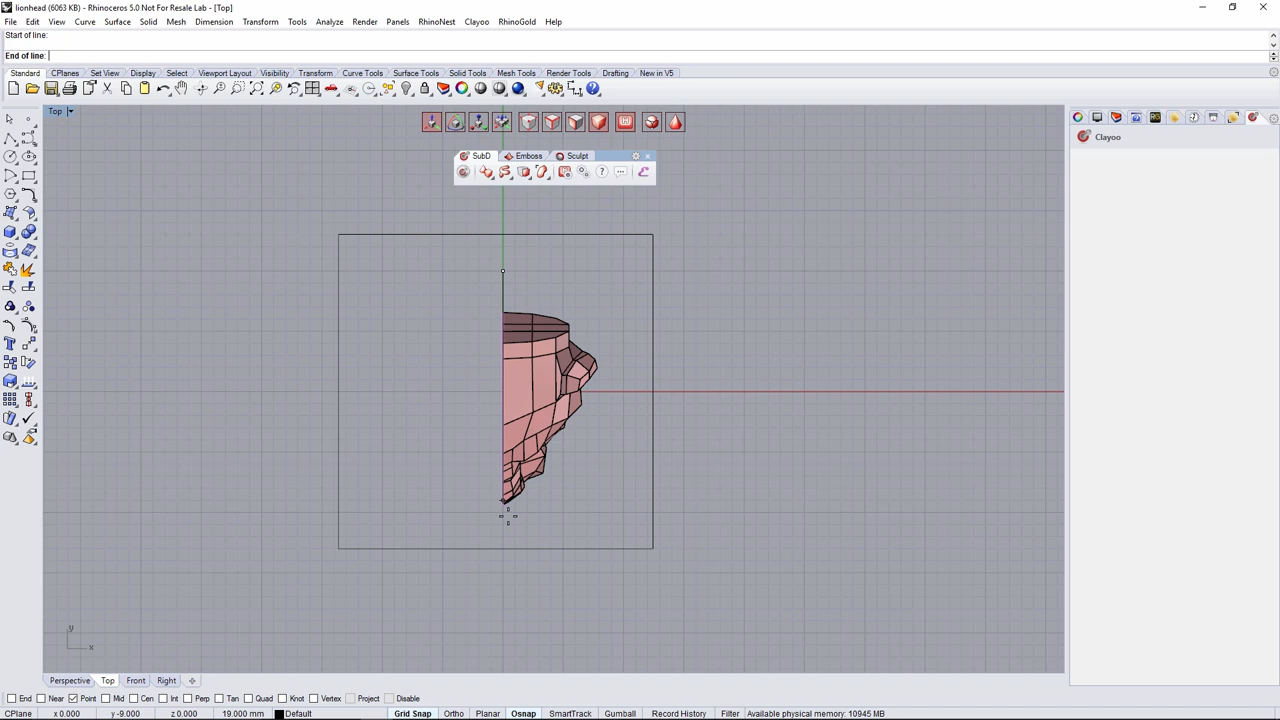 lionhead (6063 KB) - Rhinoceros 5.0 Not For Resale Lab - [Top]
File Edit View Curve Surface Solid Mesh Dimension Transform Tools Analyze Render Panels RhinoNest Clayoo RhinoGold Help
Start of line:
End of line:
Standard CPlanes Set View Display Select Viewport Layout Visibility Transform Curve Tools Surface Tools Solid Tools Mesh Tools Render Tools Drafting New in V5
Top
Clayoo
SubD Emboss Sculpt
y
x
Perspective Top Front Right
End Near Point Mid Cen Int Perp Tan Quad Knot Vertex Project Disable
CPlane x 0.000 y -9.000 z 0.000 19.000 mm Default Grid Snap Ortho Planar Osnap SmartTrack Gumball Record History Filter Available physical memory: 10945 MB